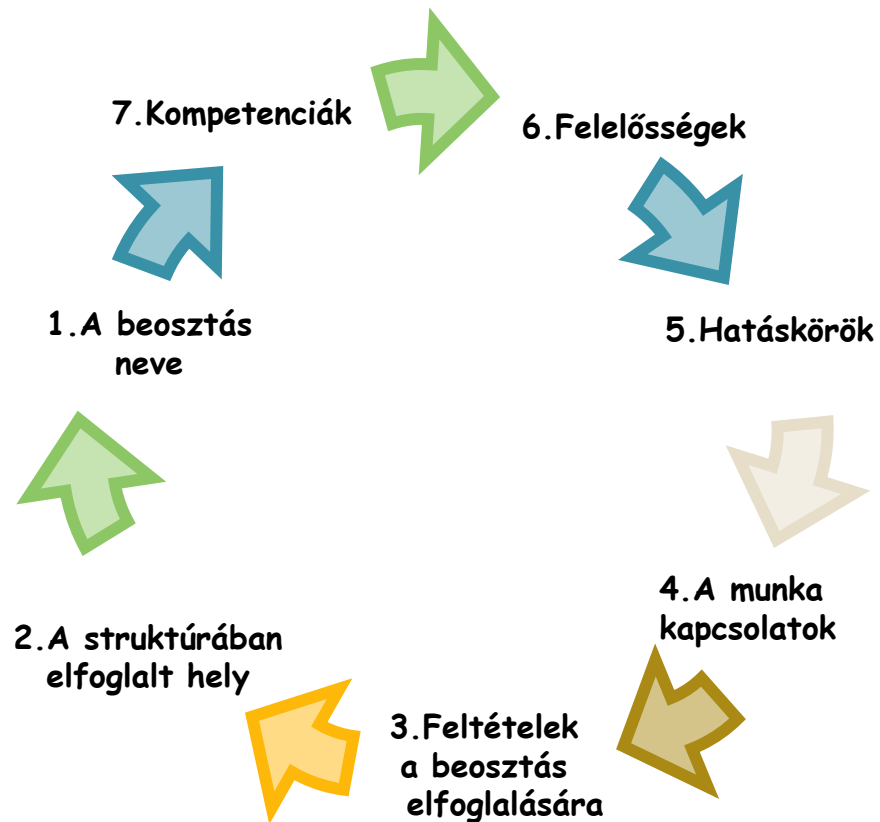 7.Kompetenciák
6.Felelősségek
1.A beosztás
neve
5.Hatáskörök
4.A munka
kapcsolatok
2.A struktúrában
elfoglalt hely
3.Feltételek
a beosztás
elfoglalására